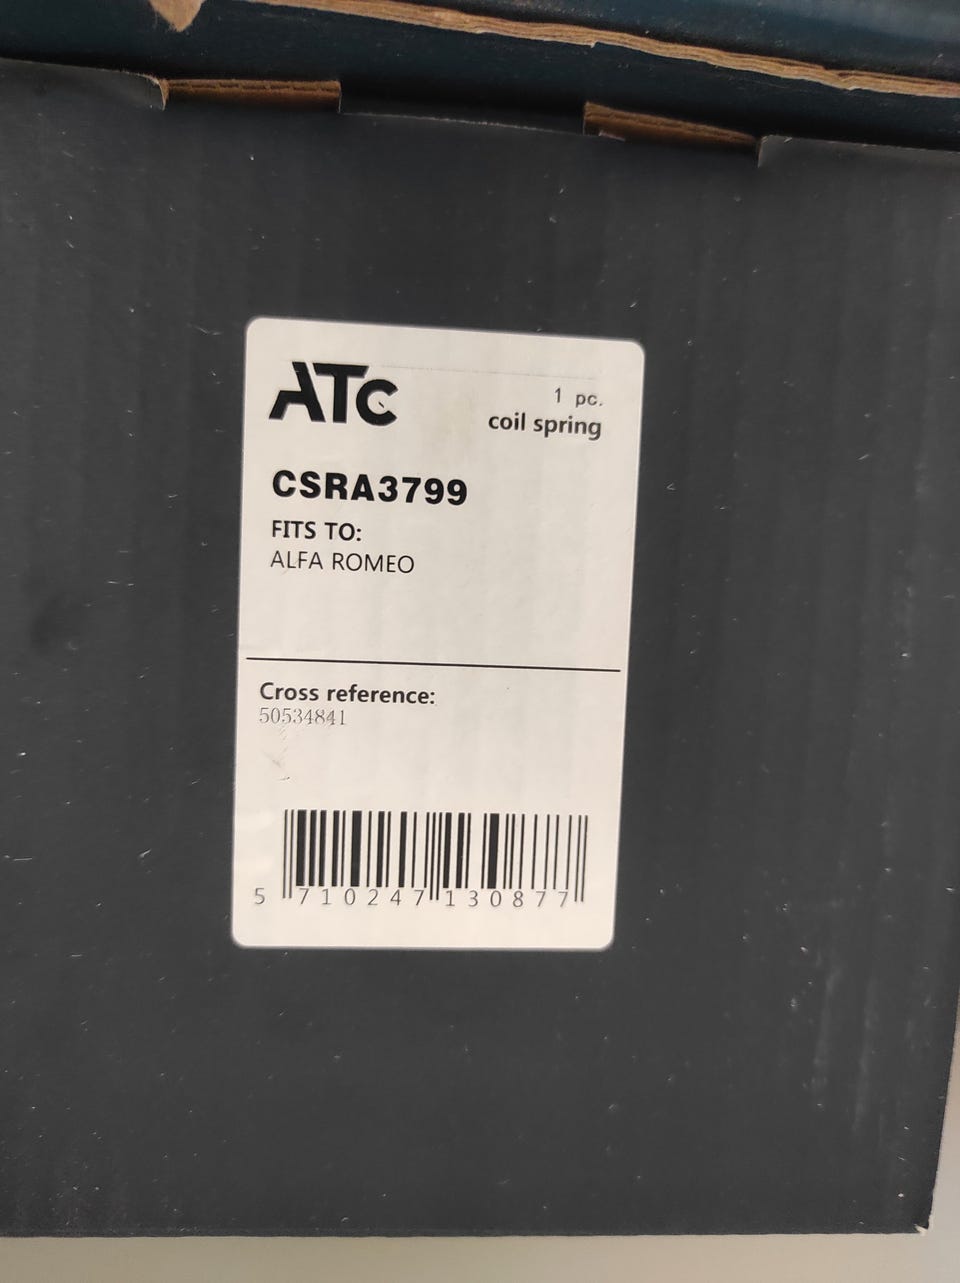 ATC
1 pc.
coil spring
CSRA3799
FITS TO:
ALFA ROMEO
Cross reference:
50534841
5 710247 130877